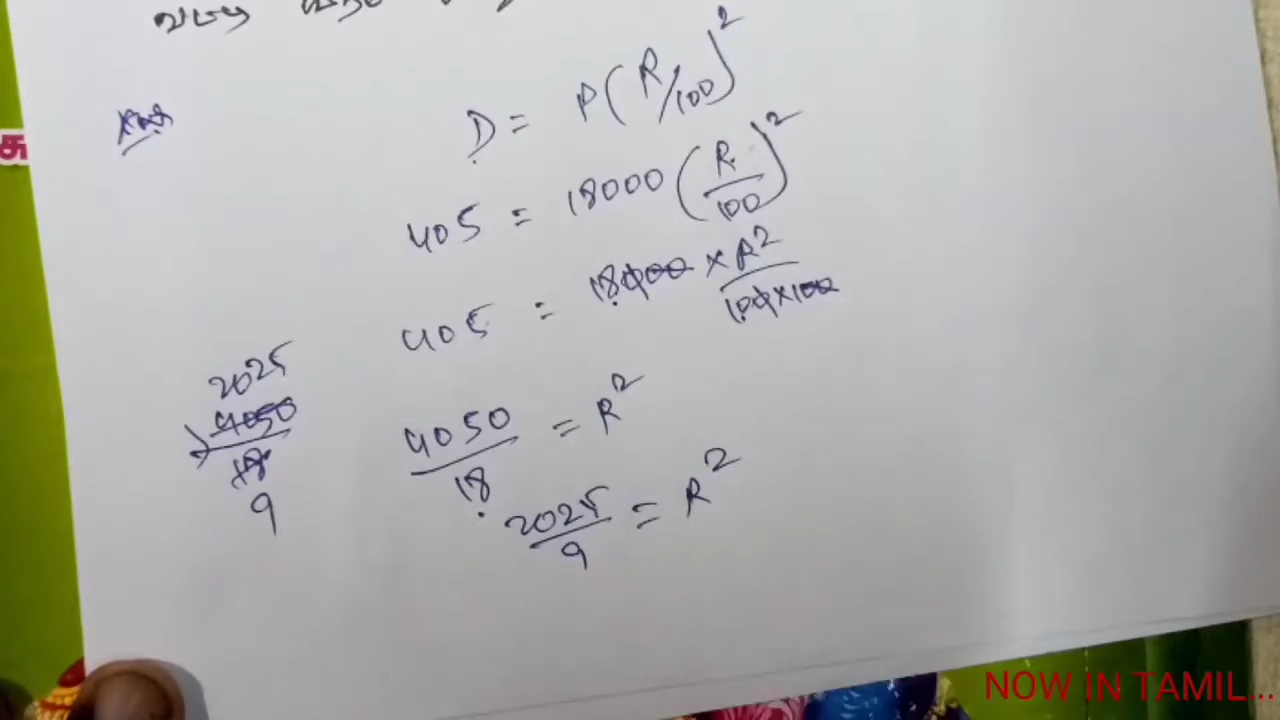 வட்டி
D = P(R/100)²
405 = 18000 (R/100)²
405 = 18000 × R² / 100×100
4050/18 = R²
2025
4050
18
9
2025/9 = R²
சு
NOW IN TAMIL...